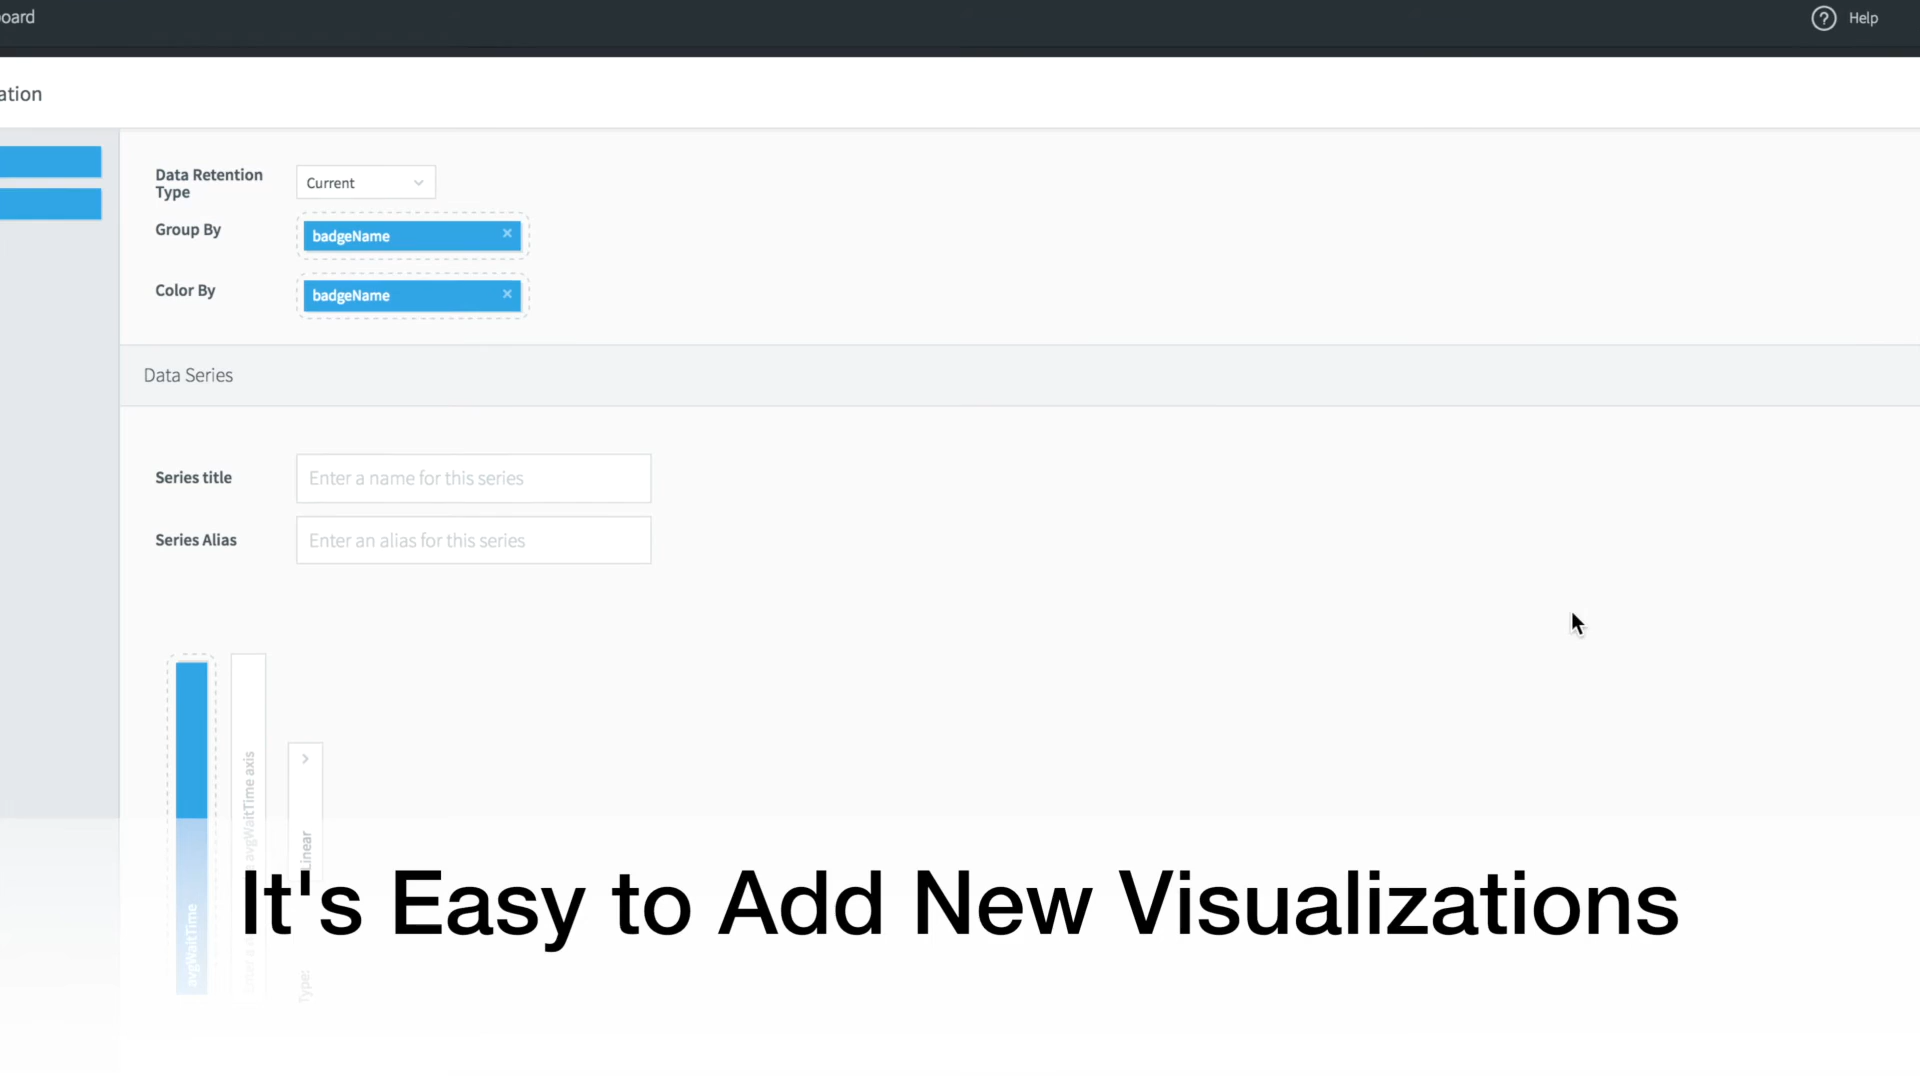 oard
Help
ation
Data Retention
Type
Current
Group By
badgeName
Color By
badgeName
Data Series
Series title
Enter a name for this series
Series Alias
Enter an alias for this series
avgWaitTime
avgWaitTime axis
Type:
Linear
It's Easy to Add New Visualizations